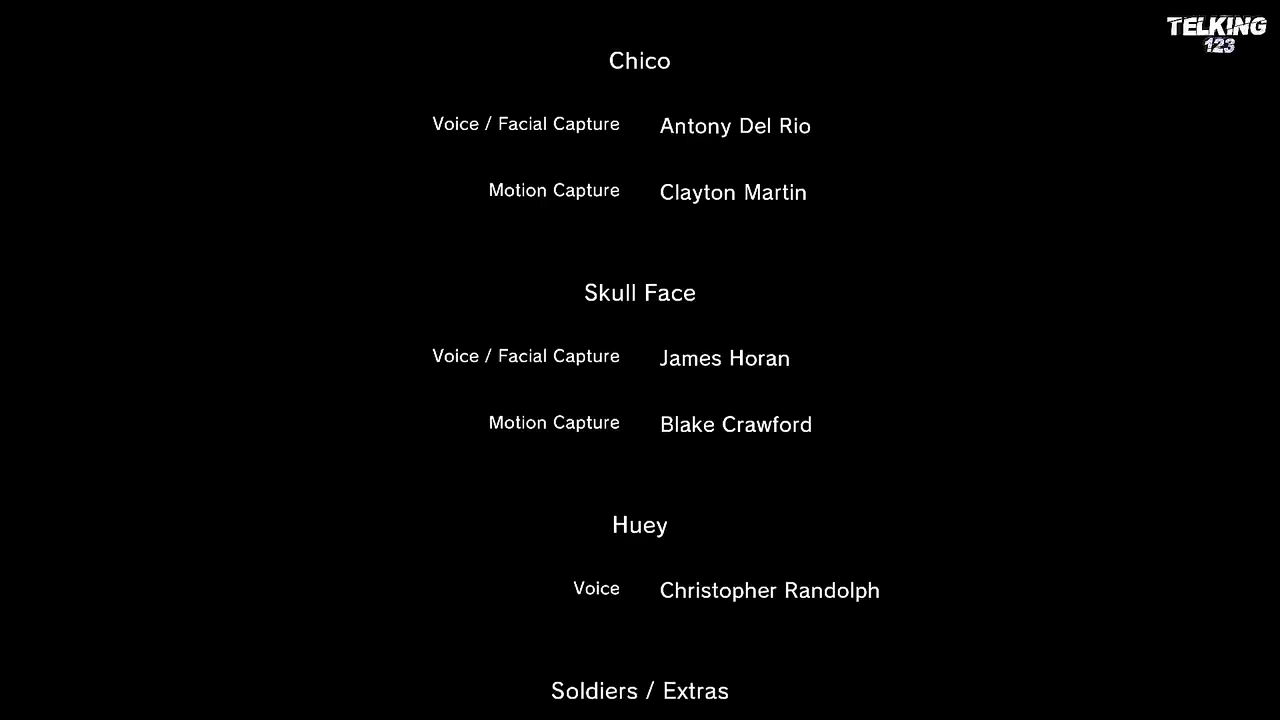 TELKING
123
Chico
Voice / Facial Capture Antony Del Rio
Motion Capture Clayton Martin
Skull Face
Voice / Facial Capture James Horan
Motion Capture Blake Crawford
Huey
Voice Christopher Randolph
Soldiers / Extras